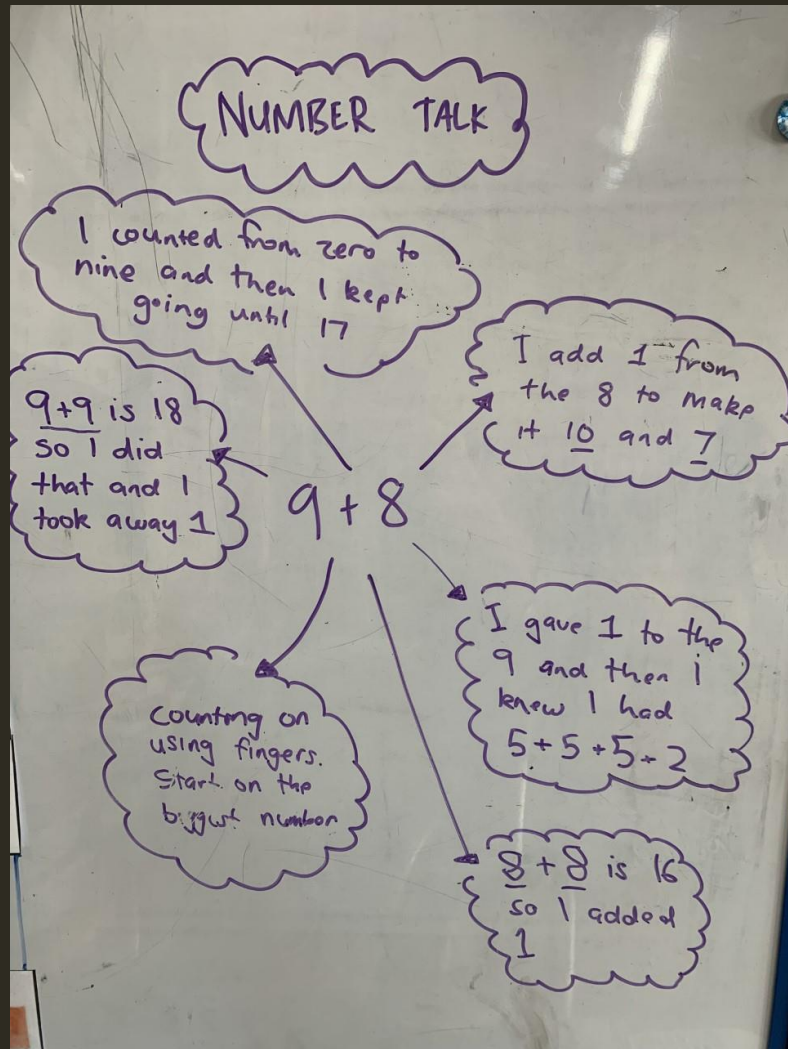 NUMBER TALK
I counted from zero to
nine and then I kept
going until 17
I add 1 from
the 8 to make
it 10 and 7
9+9 is 18
so I did
that and I
took away 1
9 + 8
I gave 1 to the
9 and then i
knew I had
5 + 5 + 5 + 2
Counting on
using fingers.
Start on the
biggest number
8 + 8 is 16
so I added
1